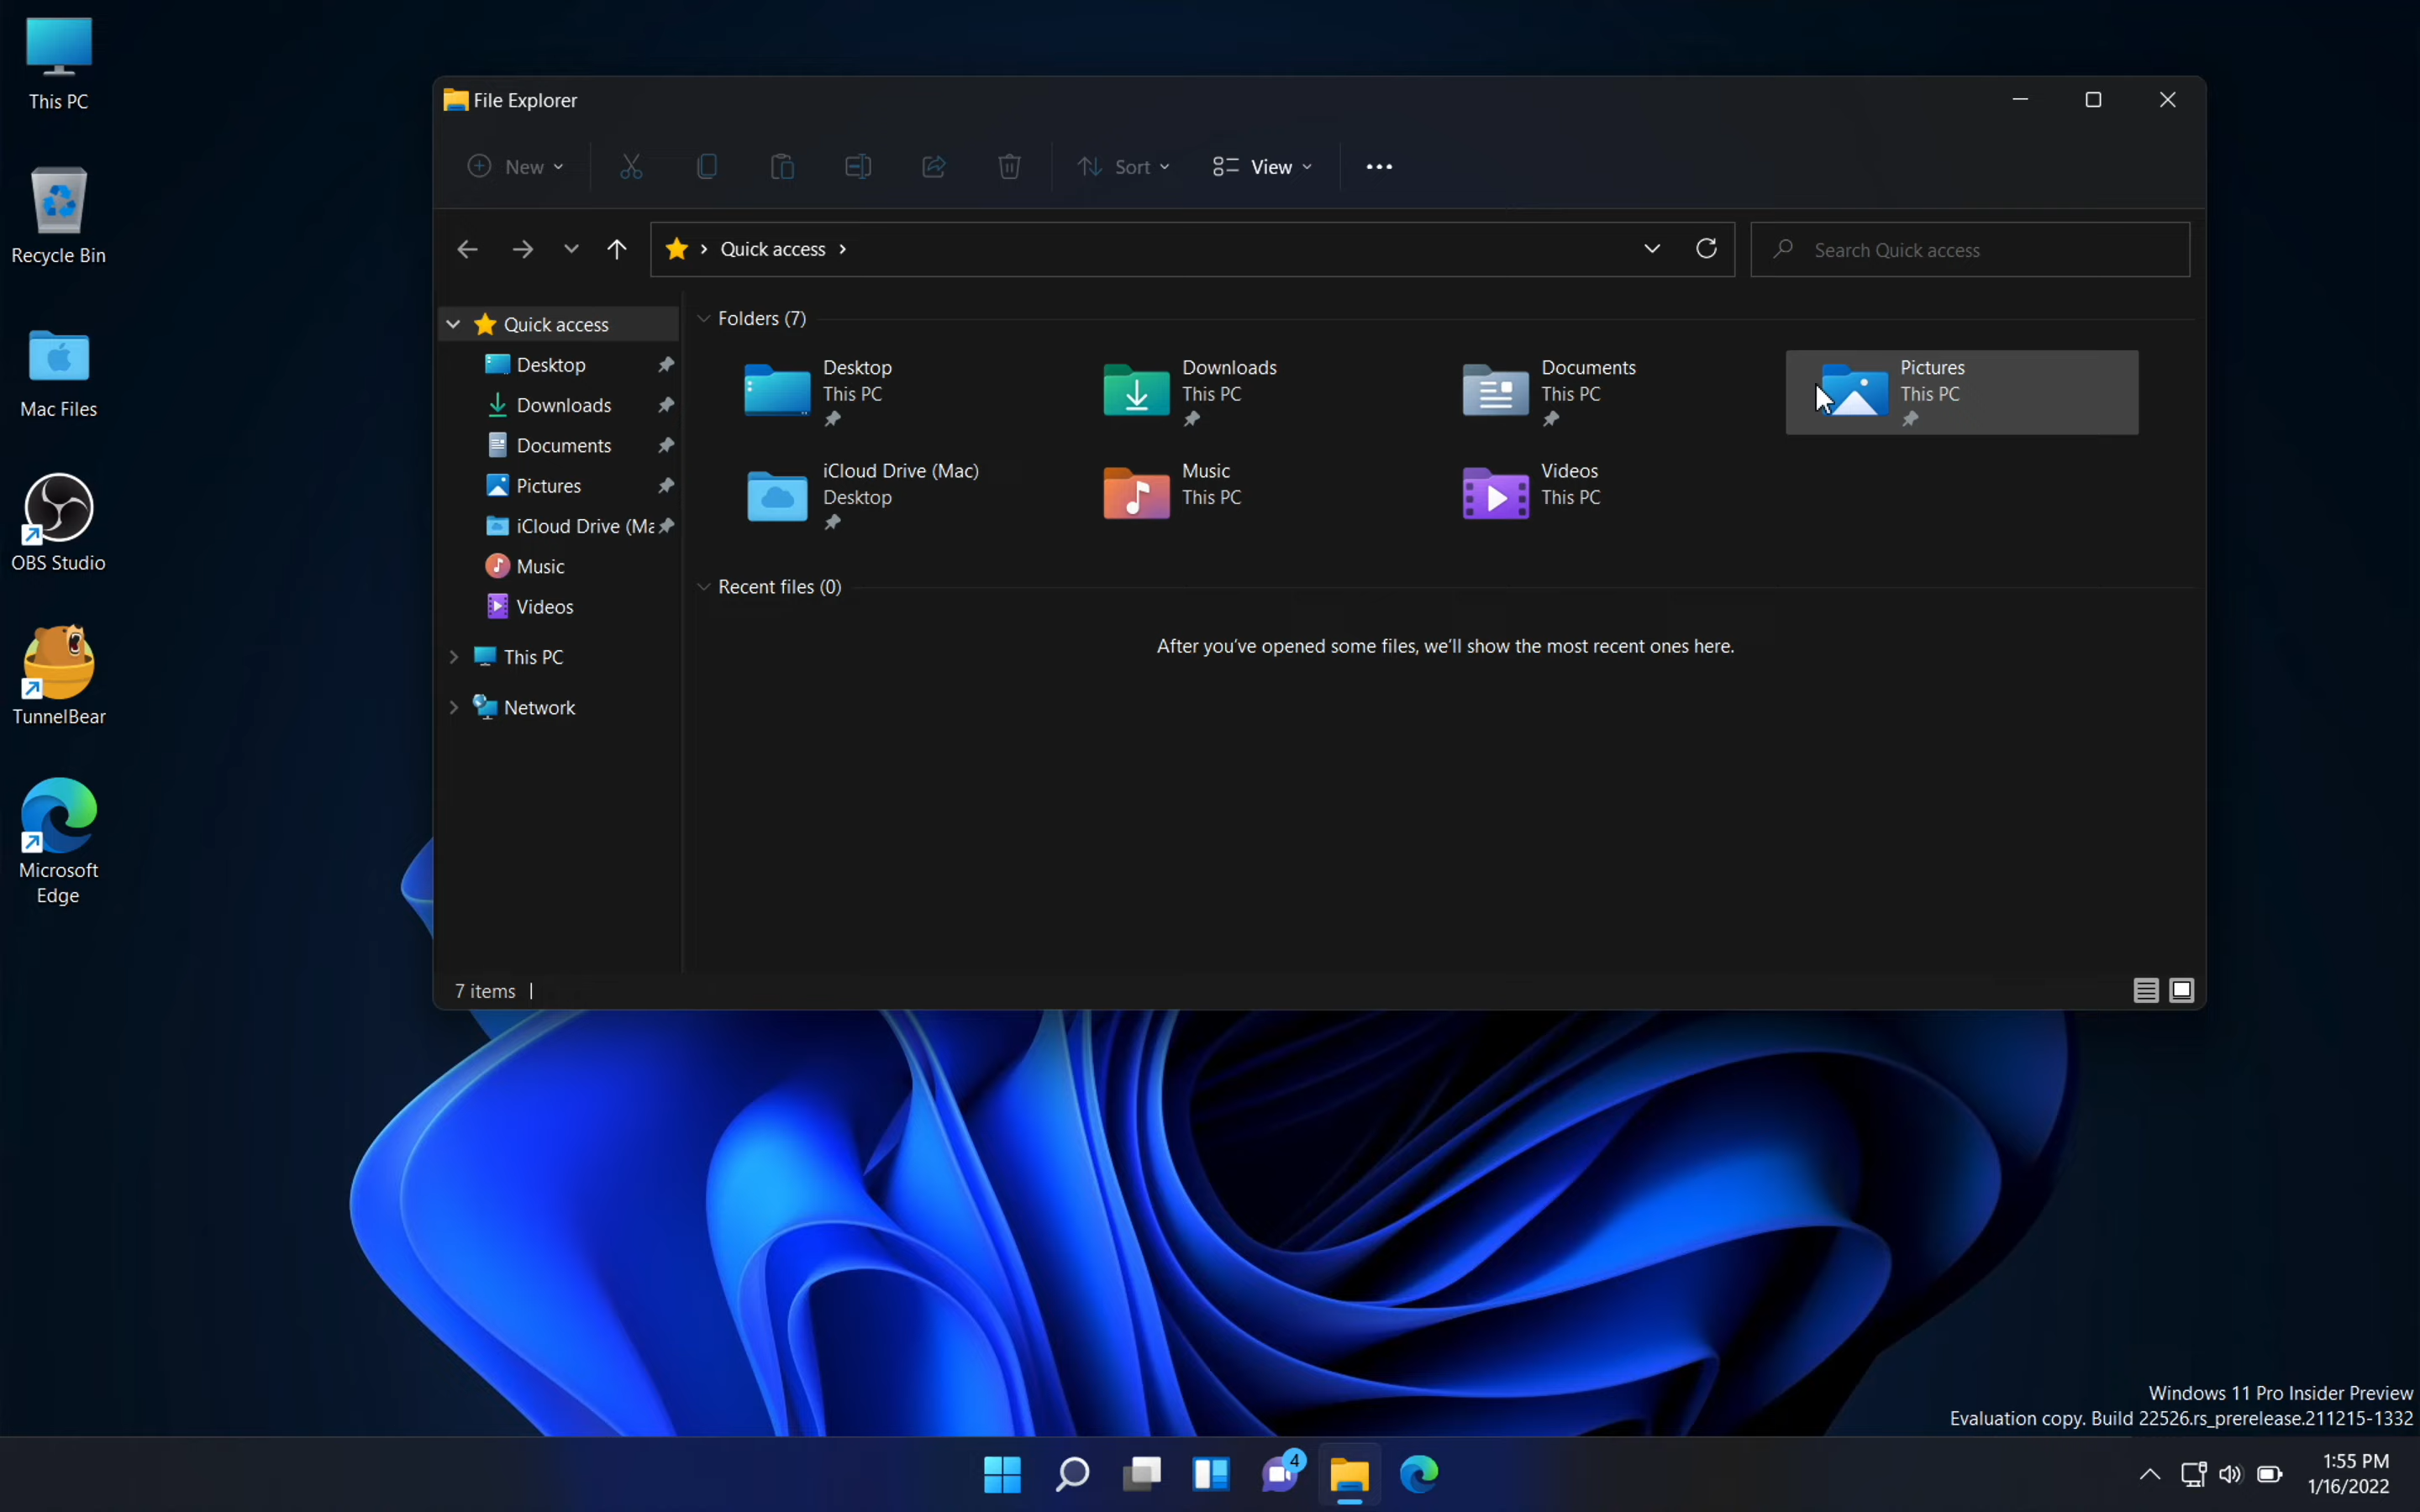 This PC
Recycle Bin
Mac Files
OBS Studio
TunnelBear
Microsoft
Edge
File Explorer
New
Sort
View
Quick access
Search Quick access
Quick access
Desktop
Downloads
Documents
Pictures
iCloud Drive (Ma
Music
Videos
This PC
Network
Folders (7)
Desktop
This PC
Downloads
This PC
Documents
This PC
Pictures
This PC
iCloud Drive (Mac)
Desktop
Music
This PC
Videos
This PC
Recent files (0)
After you've opened some files, we'll show the most recent ones here.
7 items
Windows 11 Pro Insider Preview
Evaluation copy. Build 22526.rs_prerelease.211215-1332
4
1:55 PM
1/16/2022